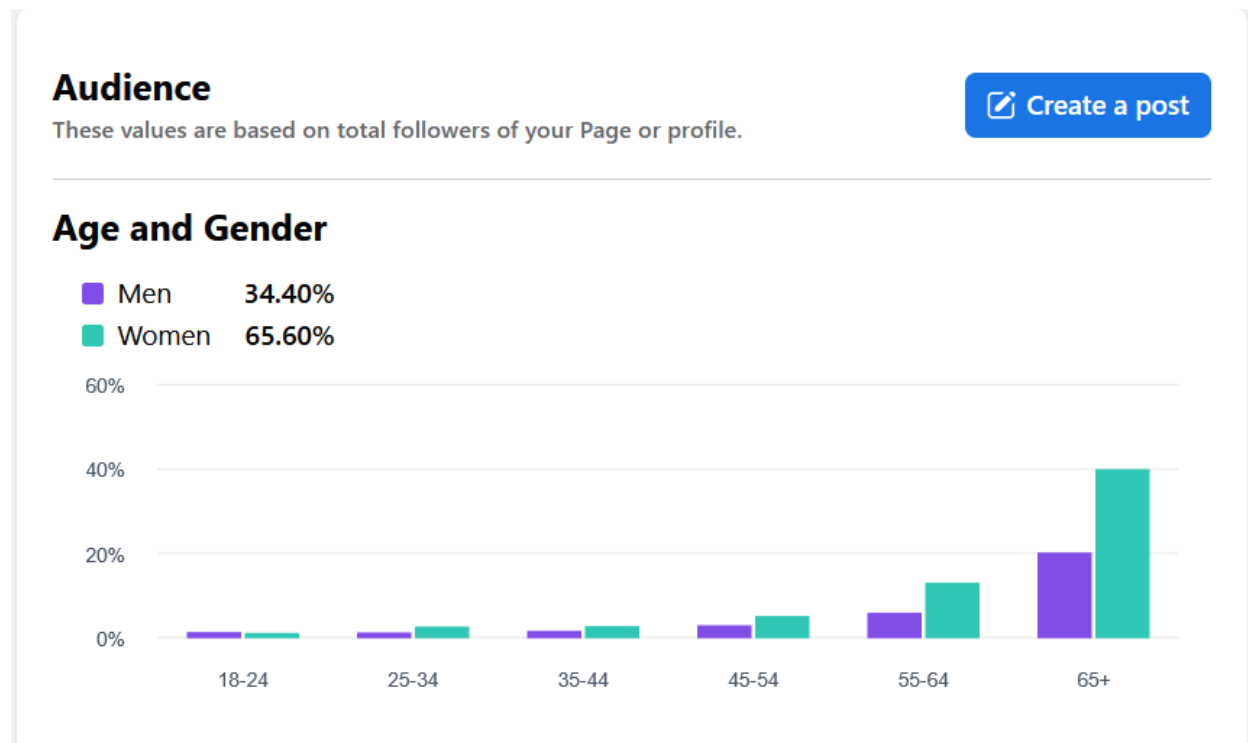 Audience
Create a post
These values are based on total followers of your Page or profile.
Age and Gender
Men 34.40%
Women 65.60%
60%
40%
20%
0%
18-24 25-34 35-44 45-54 55-64 65+